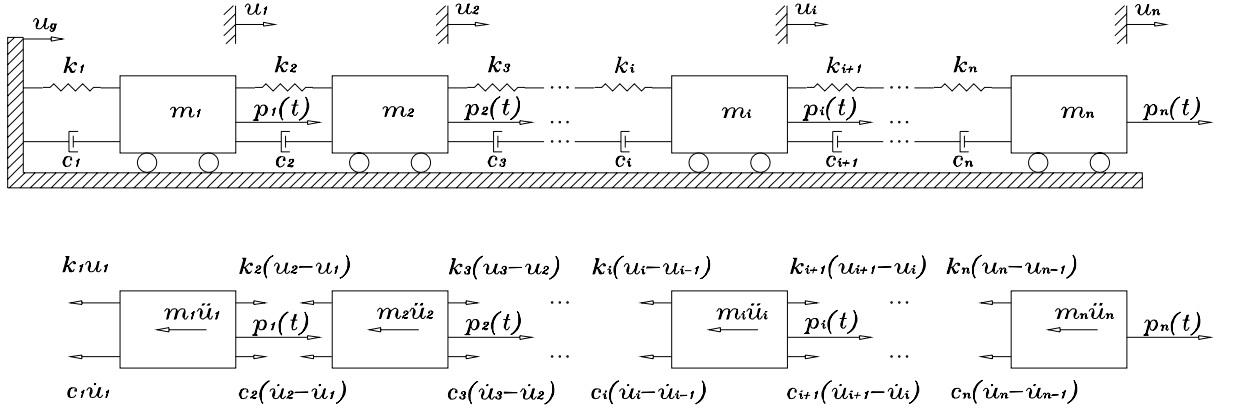 u₁ u₂ uᵢ uₙ
u_g
k₁ k₂ k₃ ... kᵢ kᵢ₊₁ ... kₙ
m₁ p₁(t) m₂ p₂(t) ... mᵢ pᵢ(t) ... mₙ pₙ(t)
c₁ c₂ c₃ ... cᵢ cᵢ₊₁ ... cₙ
k₁u₁ k₂(u₂−u₁) k₃(u₃−u₂) kᵢ(uᵢ−uᵢ₋₁) kᵢ₊₁(uᵢ₊₁−uᵢ) kₙ(uₙ−uₙ₋₁)
... ...
m₁ü₁ p₁(t) m₂ü₂ p₂(t) mᵢüᵢ pᵢ(t) mₙüₙ pₙ(t)
... ...
c₁u̇₁ c₂(u̇₂−u̇₁) c₃(u̇₃−u̇₂) cᵢ(u̇ᵢ−u̇ᵢ₋₁) cᵢ₊₁(u̇ᵢ₊₁−u̇ᵢ) cₙ(u̇ₙ−u̇ₙ₋₁)